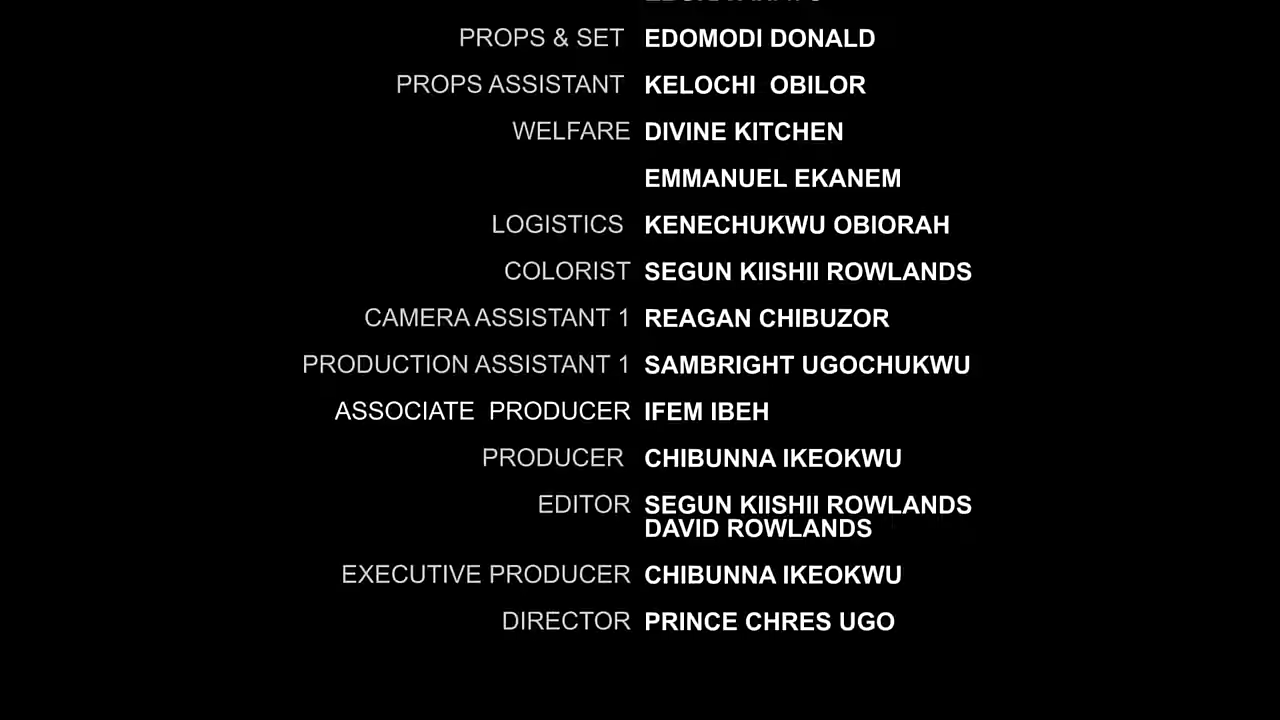 PROPS & SET EDOMODI DONALD
PROPS ASSISTANT KELOCHI OBILOR
WELFARE DIVINE KITCHEN
EMMANUEL EKANEM
LOGISTICS KENECHUKWU OBIORAH
COLORIST SEGUN KIISHII ROWLANDS
CAMERA ASSISTANT 1 REAGAN CHIBUZOR
PRODUCTION ASSISTANT 1 SAMBRIGHT UGOCHUKWU
ASSOCIATE PRODUCER IFEM IBEH
PRODUCER CHIBUNNA IKEOKWU
EDITOR SEGUN KIISHII ROWLANDS
DAVID ROWLANDS
EXECUTIVE PRODUCER CHIBUNNA IKEOKWU
DIRECTOR PRINCE CHRES UGO